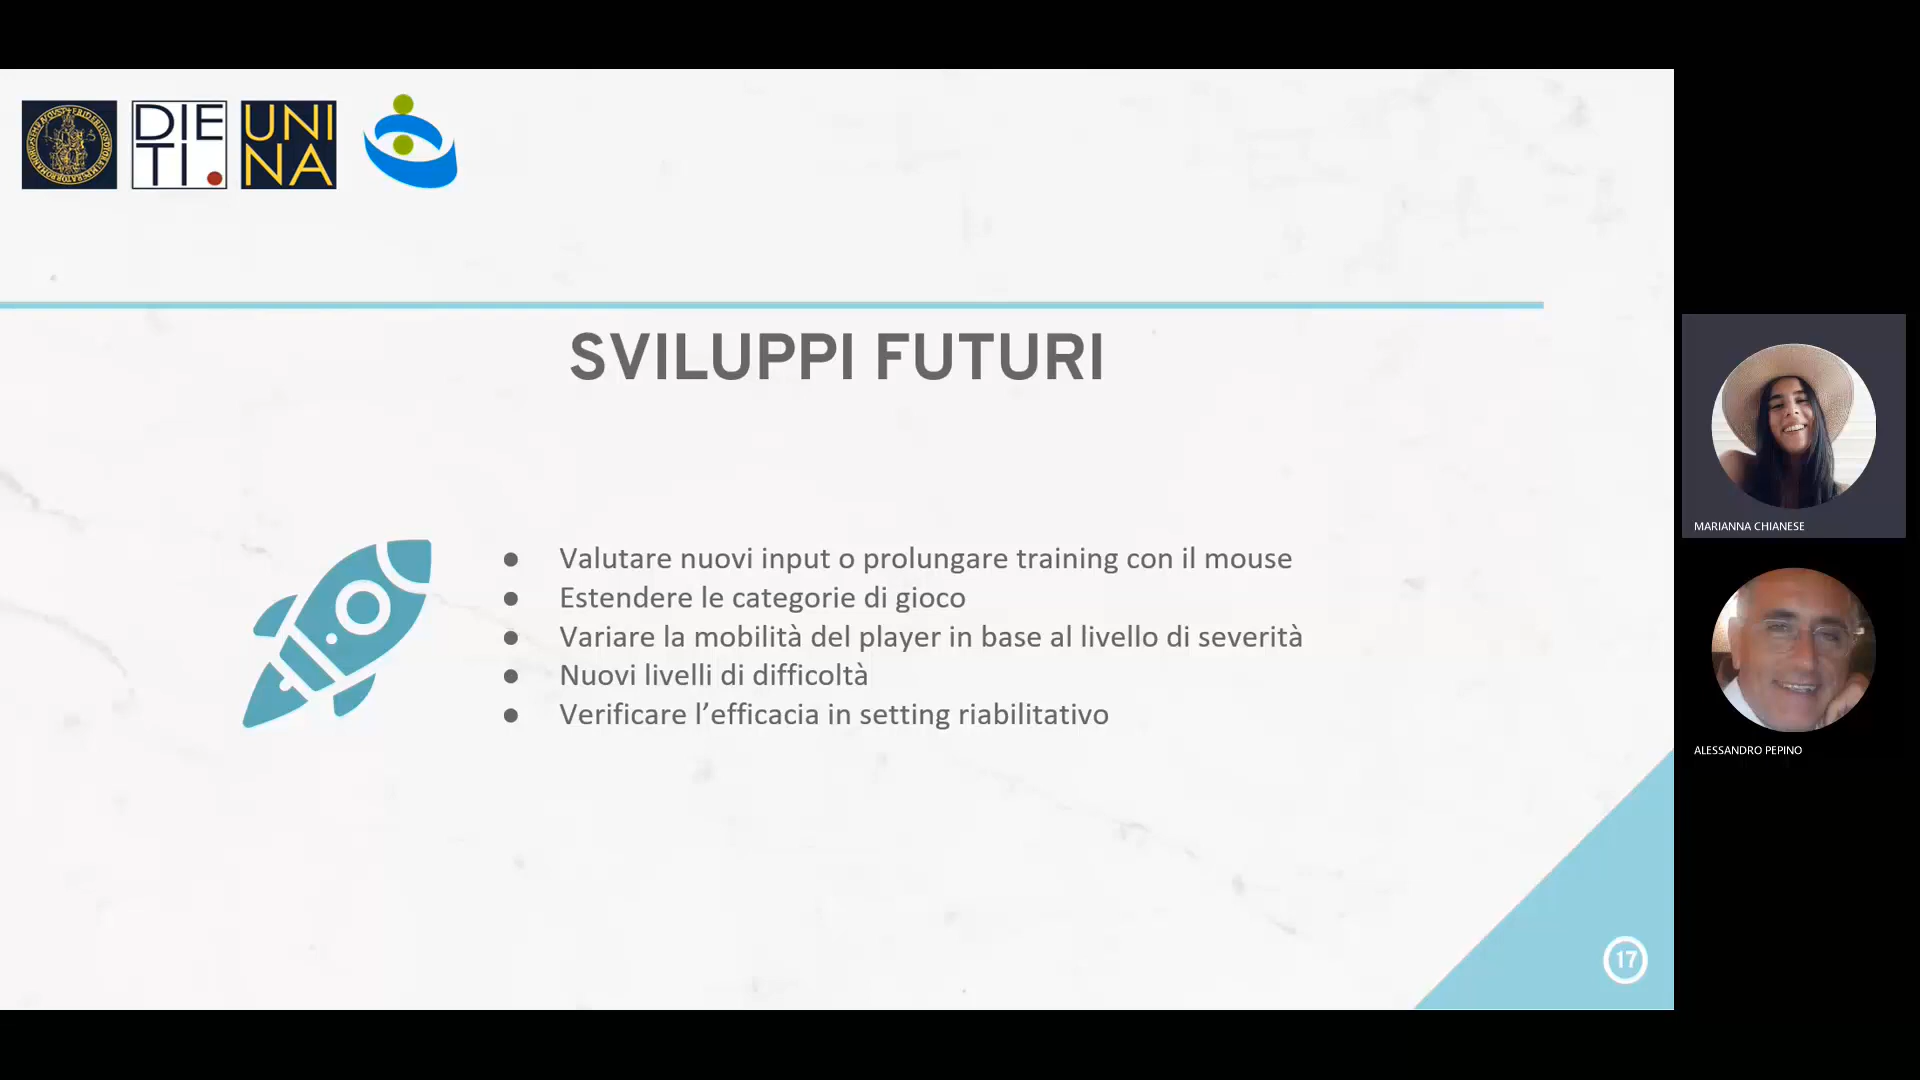 DIE
TI.
UNI
NA
SVILUPPI FUTURI
● Valutare nuovi input o prolungare training con il mouse
● Estendere le categorie di gioco
● Variare la mobilità del player in base al livello di severità
● Nuovi livelli di difficoltà
● Verificare l’efficacia in setting riabilitativo
17
MARIANNA CHIANESE
ALESSANDRO PEPINO